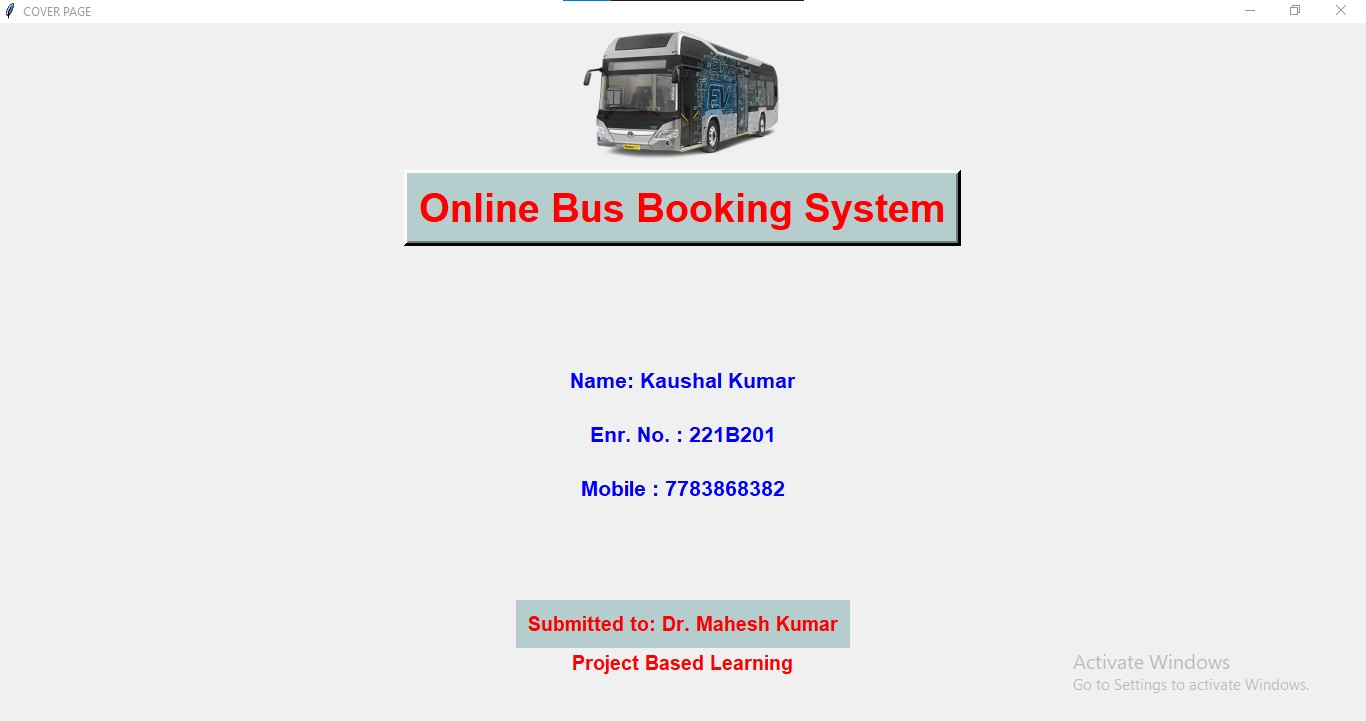 COVER PAGE
EV
Online Bus Booking System
Name: Kaushal Kumar
Enr. No. : 221B201
Mobile : 7783868382
Submitted to: Dr. Mahesh Kumar
Project Based Learning
Activate Windows
Go to Settings to activate Windows.